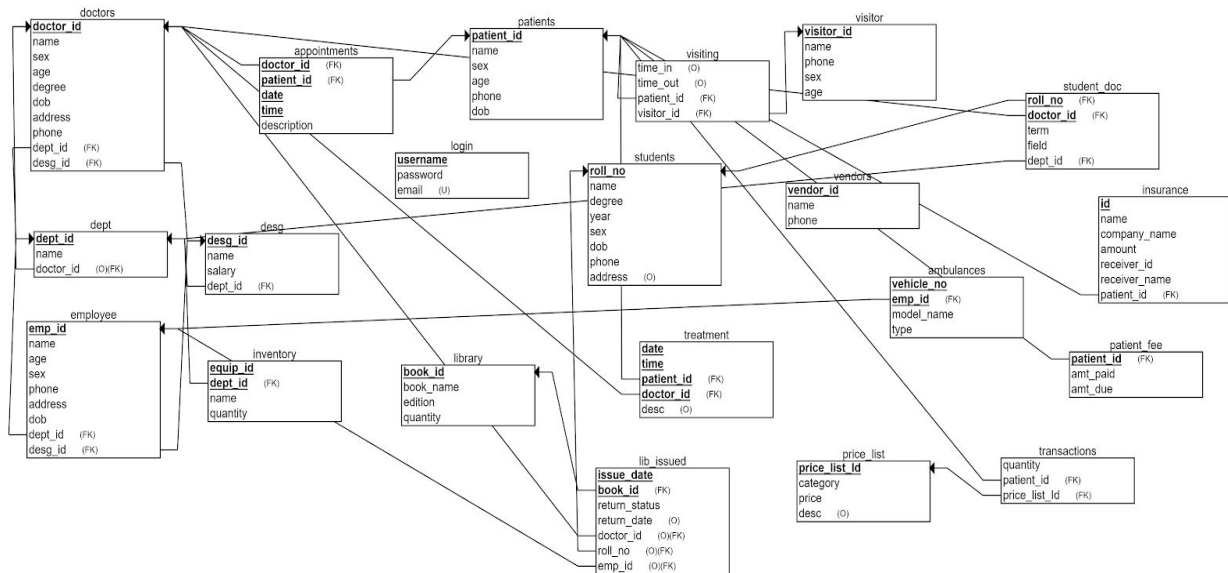 doctors
doctor_id
name
sex
age
degree
dob
address
phone
dept_id (FK)
desg_id (FK)
appointments
doctor_id (FK)
patient_id (FK)
date
time
description
patients
patient_id
name
sex
age
phone
dob
visiting
time_in (O)
time_out (O)
patient_id (FK)
visitor_id (FK)
visitor
visitor_id
name
phone
sex
age
student_doc
roll_no (FK)
doctor_id (FK)
term
field
dept_id (FK)
login
username
password
email (U)
students
roll_no
name
degree
year
sex
dob
phone
address (O)
vendors
vendor_id
name
phone
insurance
id
name
company_name
amount
receiver_id
receiver_name
patient_id (FK)
dept
dept_id
name
doctor_id (O)(FK)
desg
desg_id
name
salary
dept_id (FK)
ambulances
vehicle_no
emp_id (FK)
model_name
type
employee
emp_id
name
age
sex
phone
address
dob
dept_id (FK)
desg_id (FK)
inventory
equip_id
dept_id (FK)
name
quantity
library
book_id
book_name
edition
quantity
treatment
date
time
patient_id (FK)
doctor_id (FK)
desc (O)
patient_fee
patient_id (FK)
amt_paid
amt_due
lib_issued
issue_date
book_id (FK)
return_status
return_date (O)
doctor_id (O)(FK)
roll_no (O)(FK)
emp_id (O)(FK)
price_list
price_list_Id
category
price
desc (O)
transactions
quantity
patient_id (FK)
price_list_Id (FK)